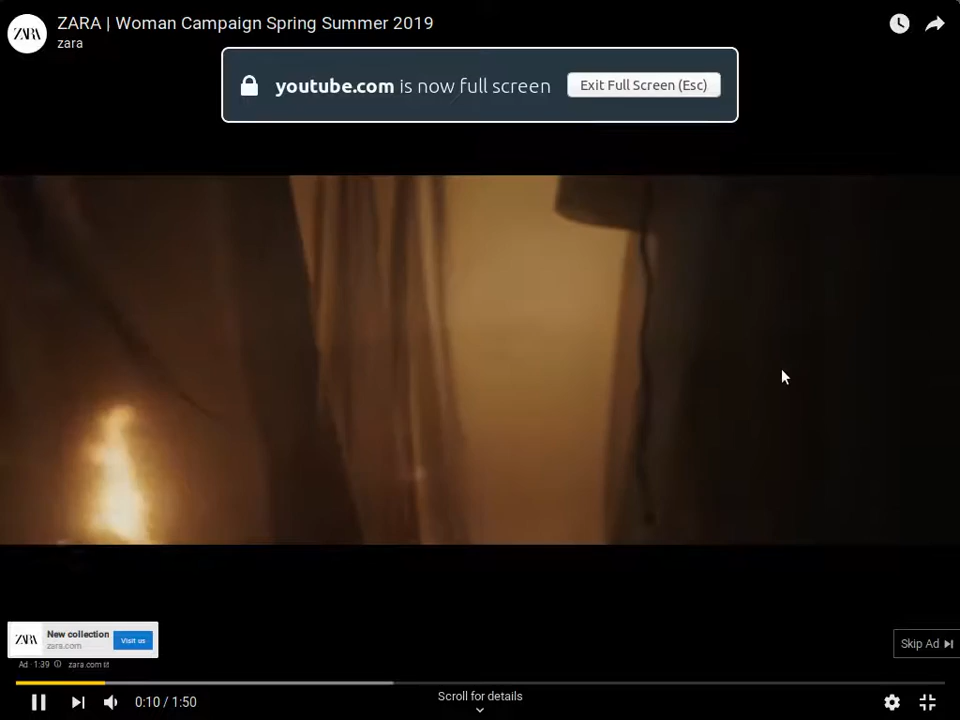 ZARA
ZARA | Woman Campaign Spring Summer 2019
zara
youtube.com is now full screen
Exit Full Screen (Esc)
ZARA
New collection
zara.com
Visit us
Ad · 1:39
zara.com
Skip Ad
0:10 / 1:50
Scroll for details